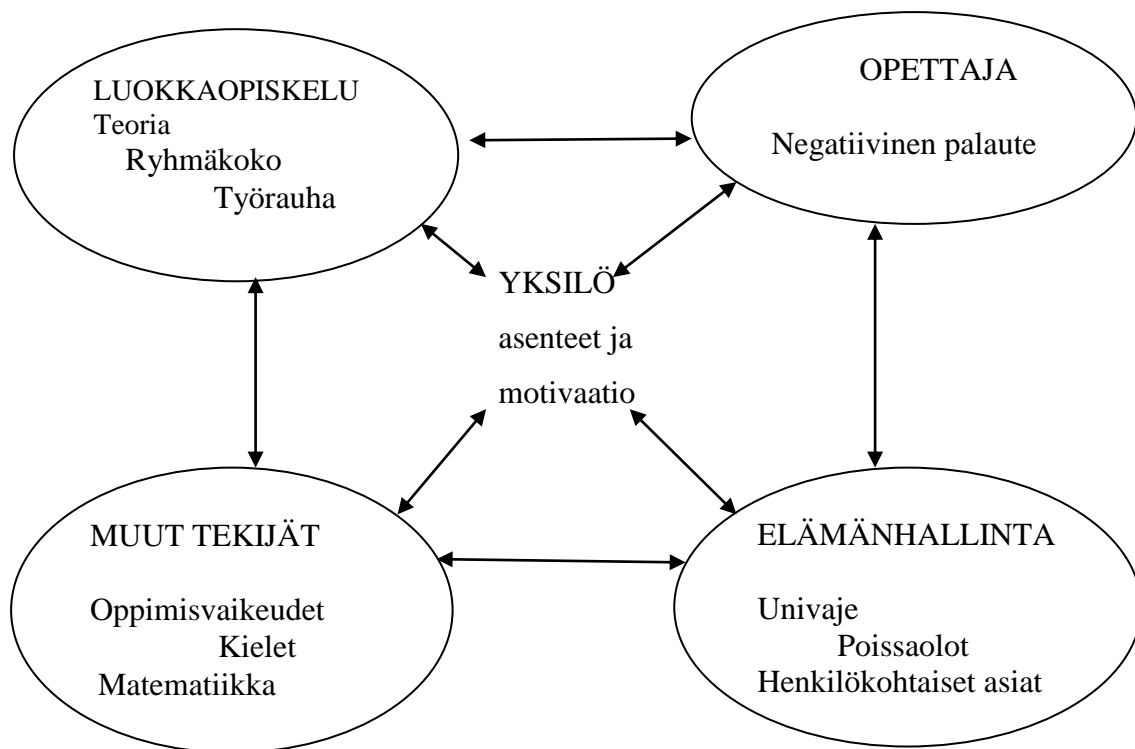 LUOKKAOPISKELU
Teoria
Ryhmäkoko
Työrauha
OPETTAJA
Negatiivinen palaute
YKSILÖ
asenteet ja
motivaatio
MUUT TEKIJÄT
Oppimisvaikeudet
Kielet
Matematiikka
ELÄMÄNHALLINTA
Univaje
Poissaolot
Henkilökohtaiset asiat